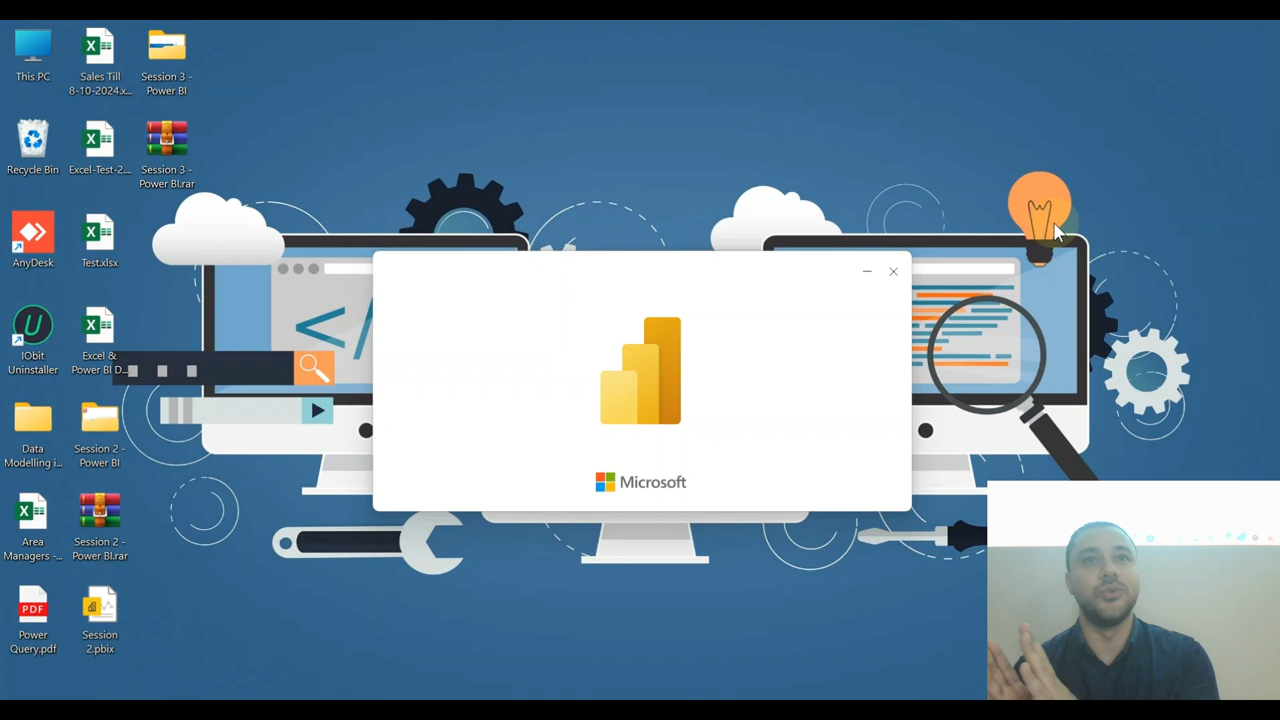 This PC
Sales Till
8-10-2024.x...
Session 3 -
Power BI
Recycle Bin
Excel-Test-2....
Session 3 -
Power BI.rar
AnyDesk
Test.xlsx
IObit
Uninstaller
Excel &
Power BI D...
Data
Modelling i...
Session 2 -
Power BI
Area
Managers -...
Session 2 -
Power BI.rar
PDF
Power
Query.pdf
Session
2.pbix
</>
Microsoft